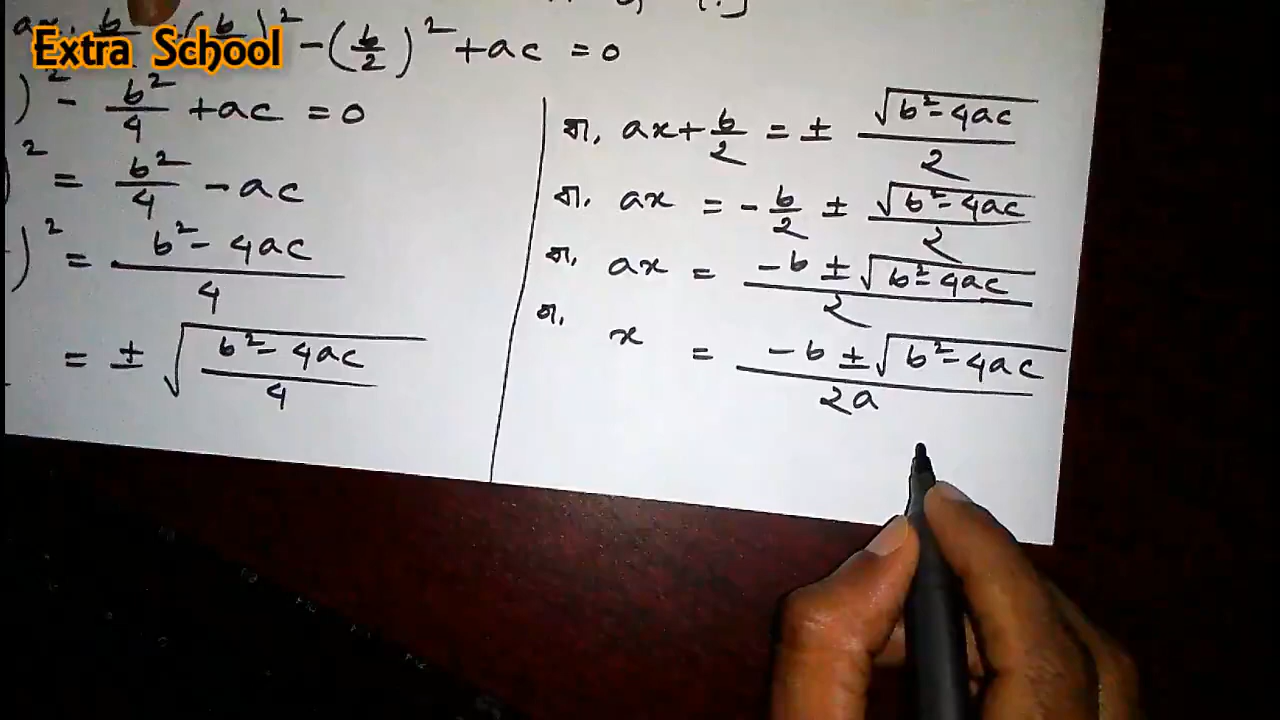 Extra School
(b/2)² - (b/2)² + ac = 0
)² - b²/4 + ac = 0
)² = b²/4 - ac
)² = (b² - 4ac)/4
= ± √((b² - 4ac)/4)
বা, ax + b/2 = ± √(b² - 4ac)/2
বা, ax = - b/2 ± √(b² - 4ac)/2
বা, ax = (-b ± √(b² - 4ac))/2
বা, x = (-b ± √(b² - 4ac))/2a